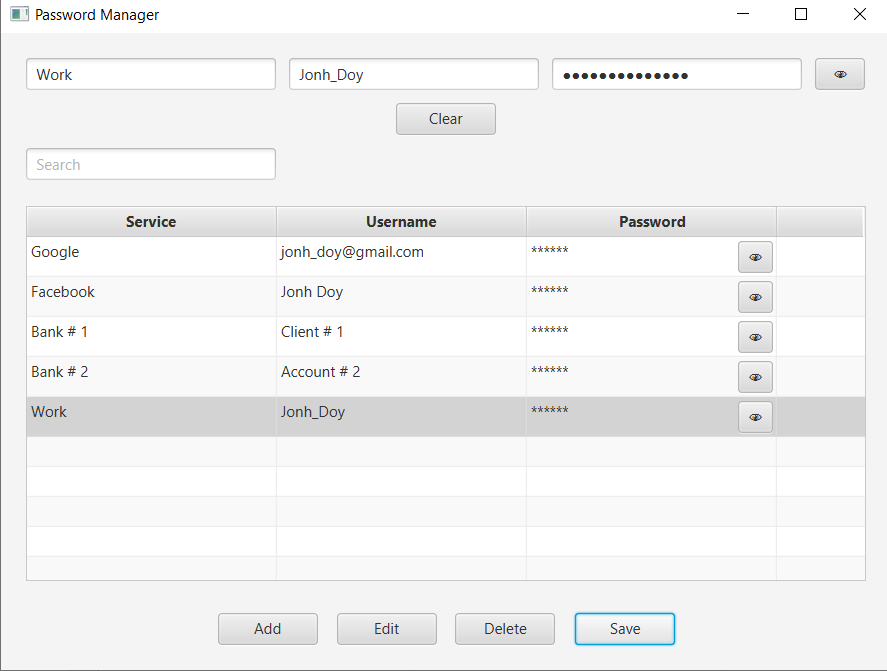 Password Manager
Work Jonh_Doy ●●●●●●●●●●●●●●
Clear
Search
Service Username Password
Google jonh_doy@gmail.com ******
Facebook Jonh Doy ******
Bank # 1 Client # 1 ******
Bank # 2 Account # 2 ******
Work Jonh_Doy ******
Add Edit Delete Save